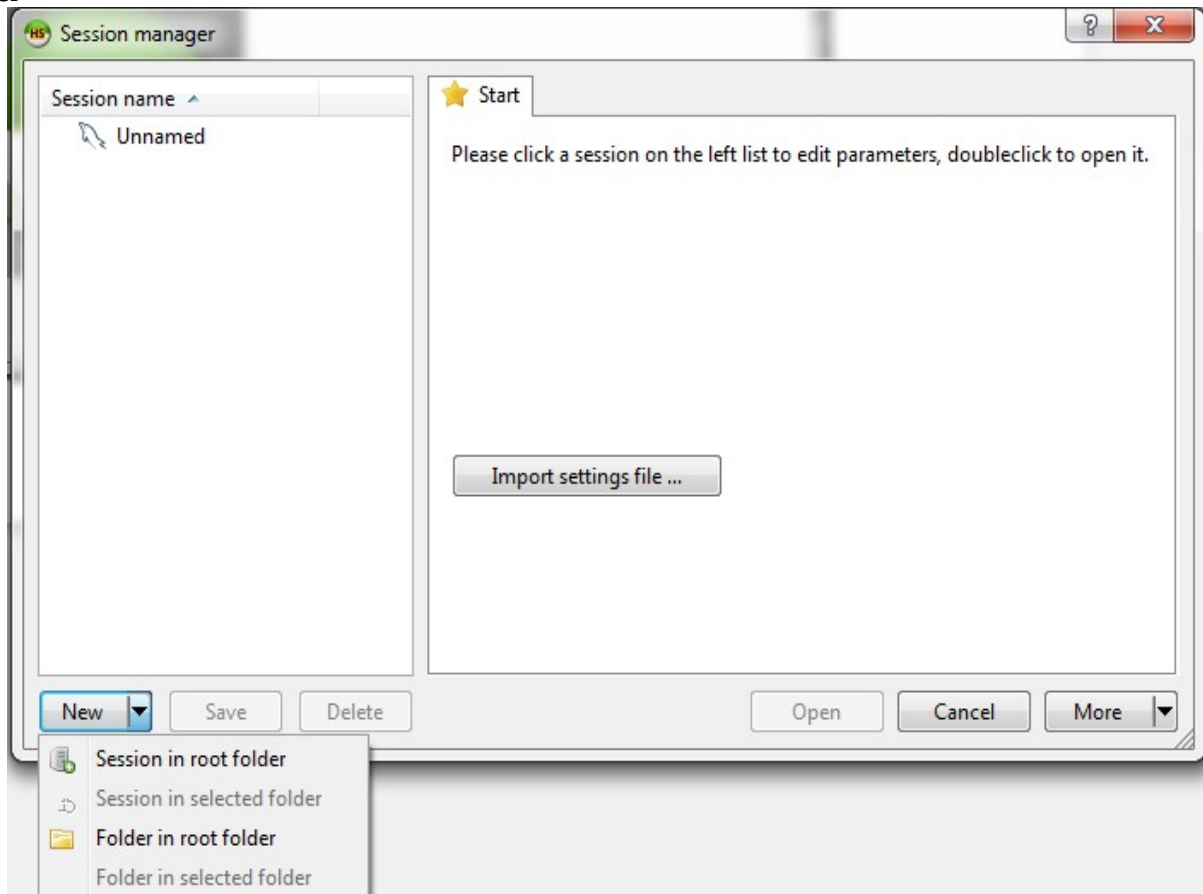 HS Session manager
Session name
Unnamed
Start
Please click a session on the left list to edit parameters, doubleclick to open it.
Import settings file ...
New
Save
Delete
Open
Cancel
More
Session in root folder
Session in selected folder
Folder in root folder
Folder in selected folder